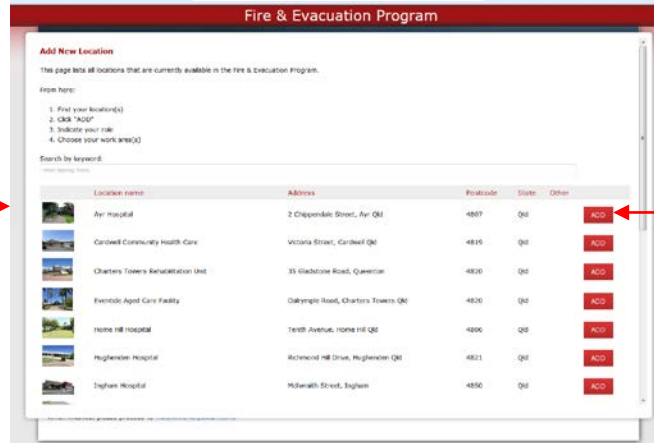 Fire & Evacuation Program
Add New Location
This page lists all locations that are currently available in the Fire & Evacuation Program.
From here:
1. Find your location(s)
2. Click "ADD"
3. Indicate your role
4. Choose your work area(s)
Search by keyword:
Start typing here
Location name Address Postcode State Other
Ayr Hospital 2 Chippendale Street, Ayr Qld 4807 Qld ADD
Cardwell Community Health Care Victoria Street, Cardwell Qld 4819 Qld ADD
Charters Towers Rehabilitation Unit 35 Gladstone Road, Queenton 4820 Qld ADD
Eventide Aged Care Facility Dalrymple Road, Charters Towers Qld 4820 Qld ADD
Home Hill Hospital Tenth Avenue, Home Hill Qld 4806 Qld ADD
Hughenden Hospital Richmond Hill Drive, Hughenden Qld 4821 Qld ADD
Ingham Hospital McIlwraith Street, Ingham 4850 Qld ADD